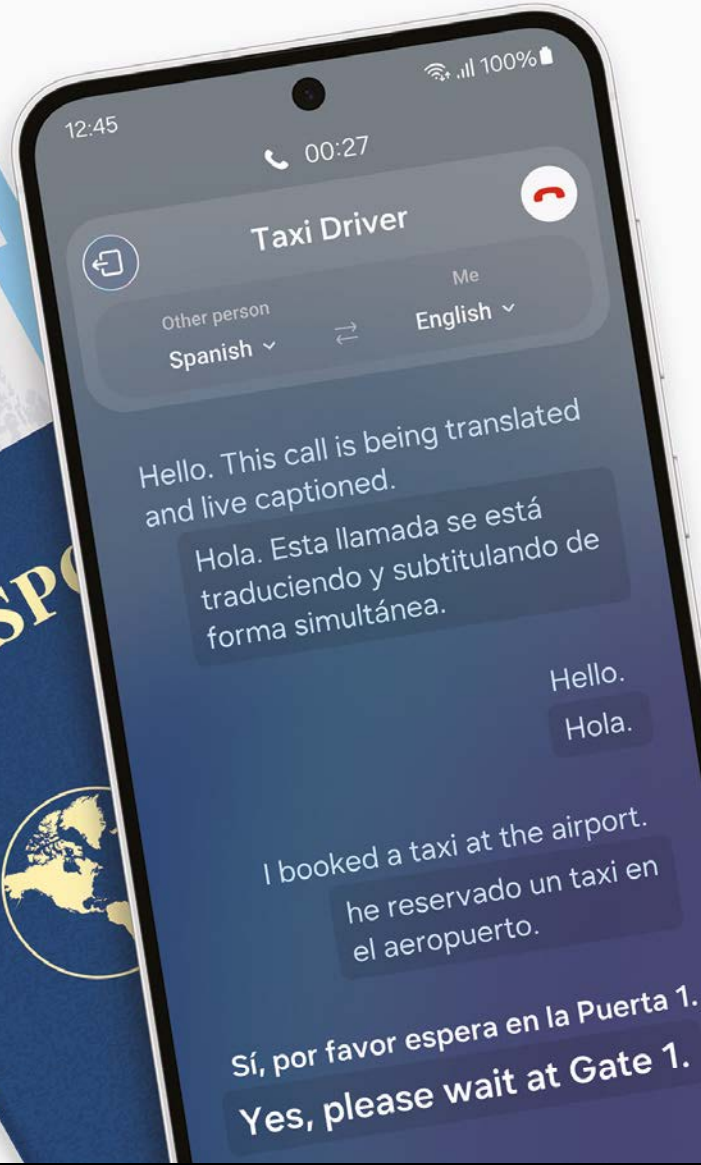 12:45
100%
00:27
Taxi Driver
Other person
Me
Spanish
English
Hello. This call is being translated
and live captioned.
Hola. Esta llamada se está
traduciendo y subtitulando de
forma simultánea.
Hello.
Hola.
I booked a taxi at the airport.
he reservado un taxi en
el aeropuerto.
Sí, por favor espera en la Puerta 1.
Yes, please wait at Gate 1.